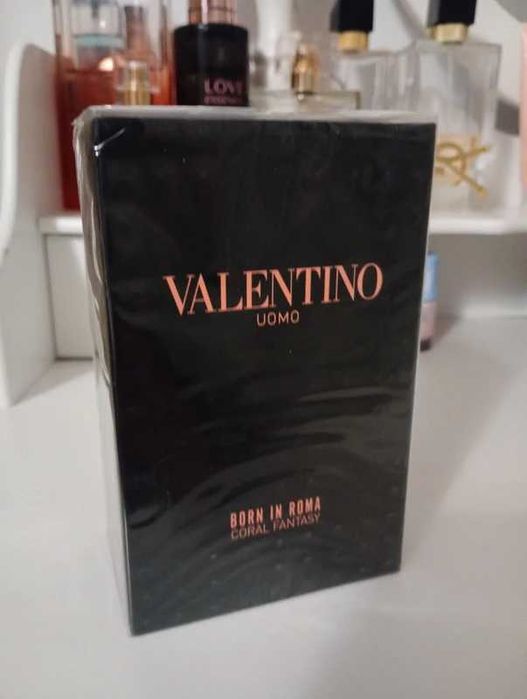 LOVE
VALENTINO
UOMO
BORN IN ROMA
CORAL FANTASY